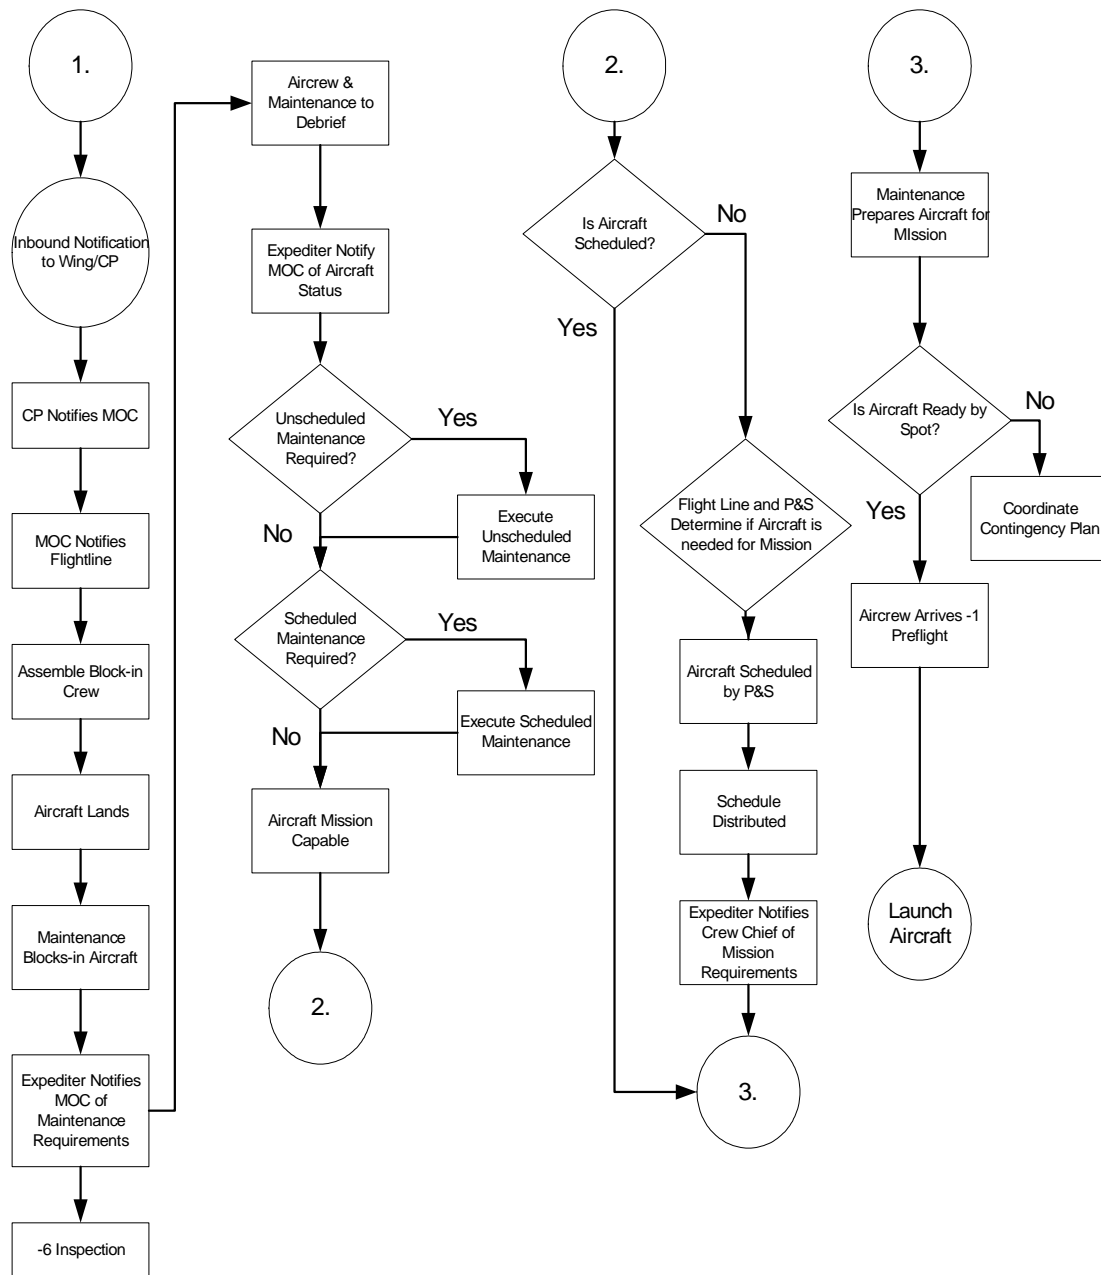 1.
Inbound Notification
to Wing/CP
CP Notifies MOC
MOC Notifies
Flightline
Assemble Block-in
Crew
Aircraft Lands
Maintenance
Blocks-in Aircraft
Expediter Notifies
MOC of
Maintenance
Requirements
-6 Inspection
Aircrew &
Maintenance to
Debrief
Expediter Notify
MOC of Aircraft
Status
Unscheduled
Maintenance
Required?
Yes
No
Execute
Unscheduled
Maintenance
Scheduled
Maintenance
Required?
Yes
No
Execute Scheduled
Maintenance
Aircraft Mission
Capable
2.
2.
Is Aircraft
Scheduled?
No
Yes
Flight Line and P&S
Determine if Aircraft is
needed for Mission
Aircraft Scheduled
by P&S
Schedule
Distributed
Expediter Notifies
Crew Chief of
Mission
Requirements
3.
3.
Maintenance
Prepares Aircraft for
MIssion
Is Aircraft Ready by
Spot?
No
Yes
Coordinate
Contingency Plan
Aircrew Arrives -1
Preflight
Launch
Aircraft